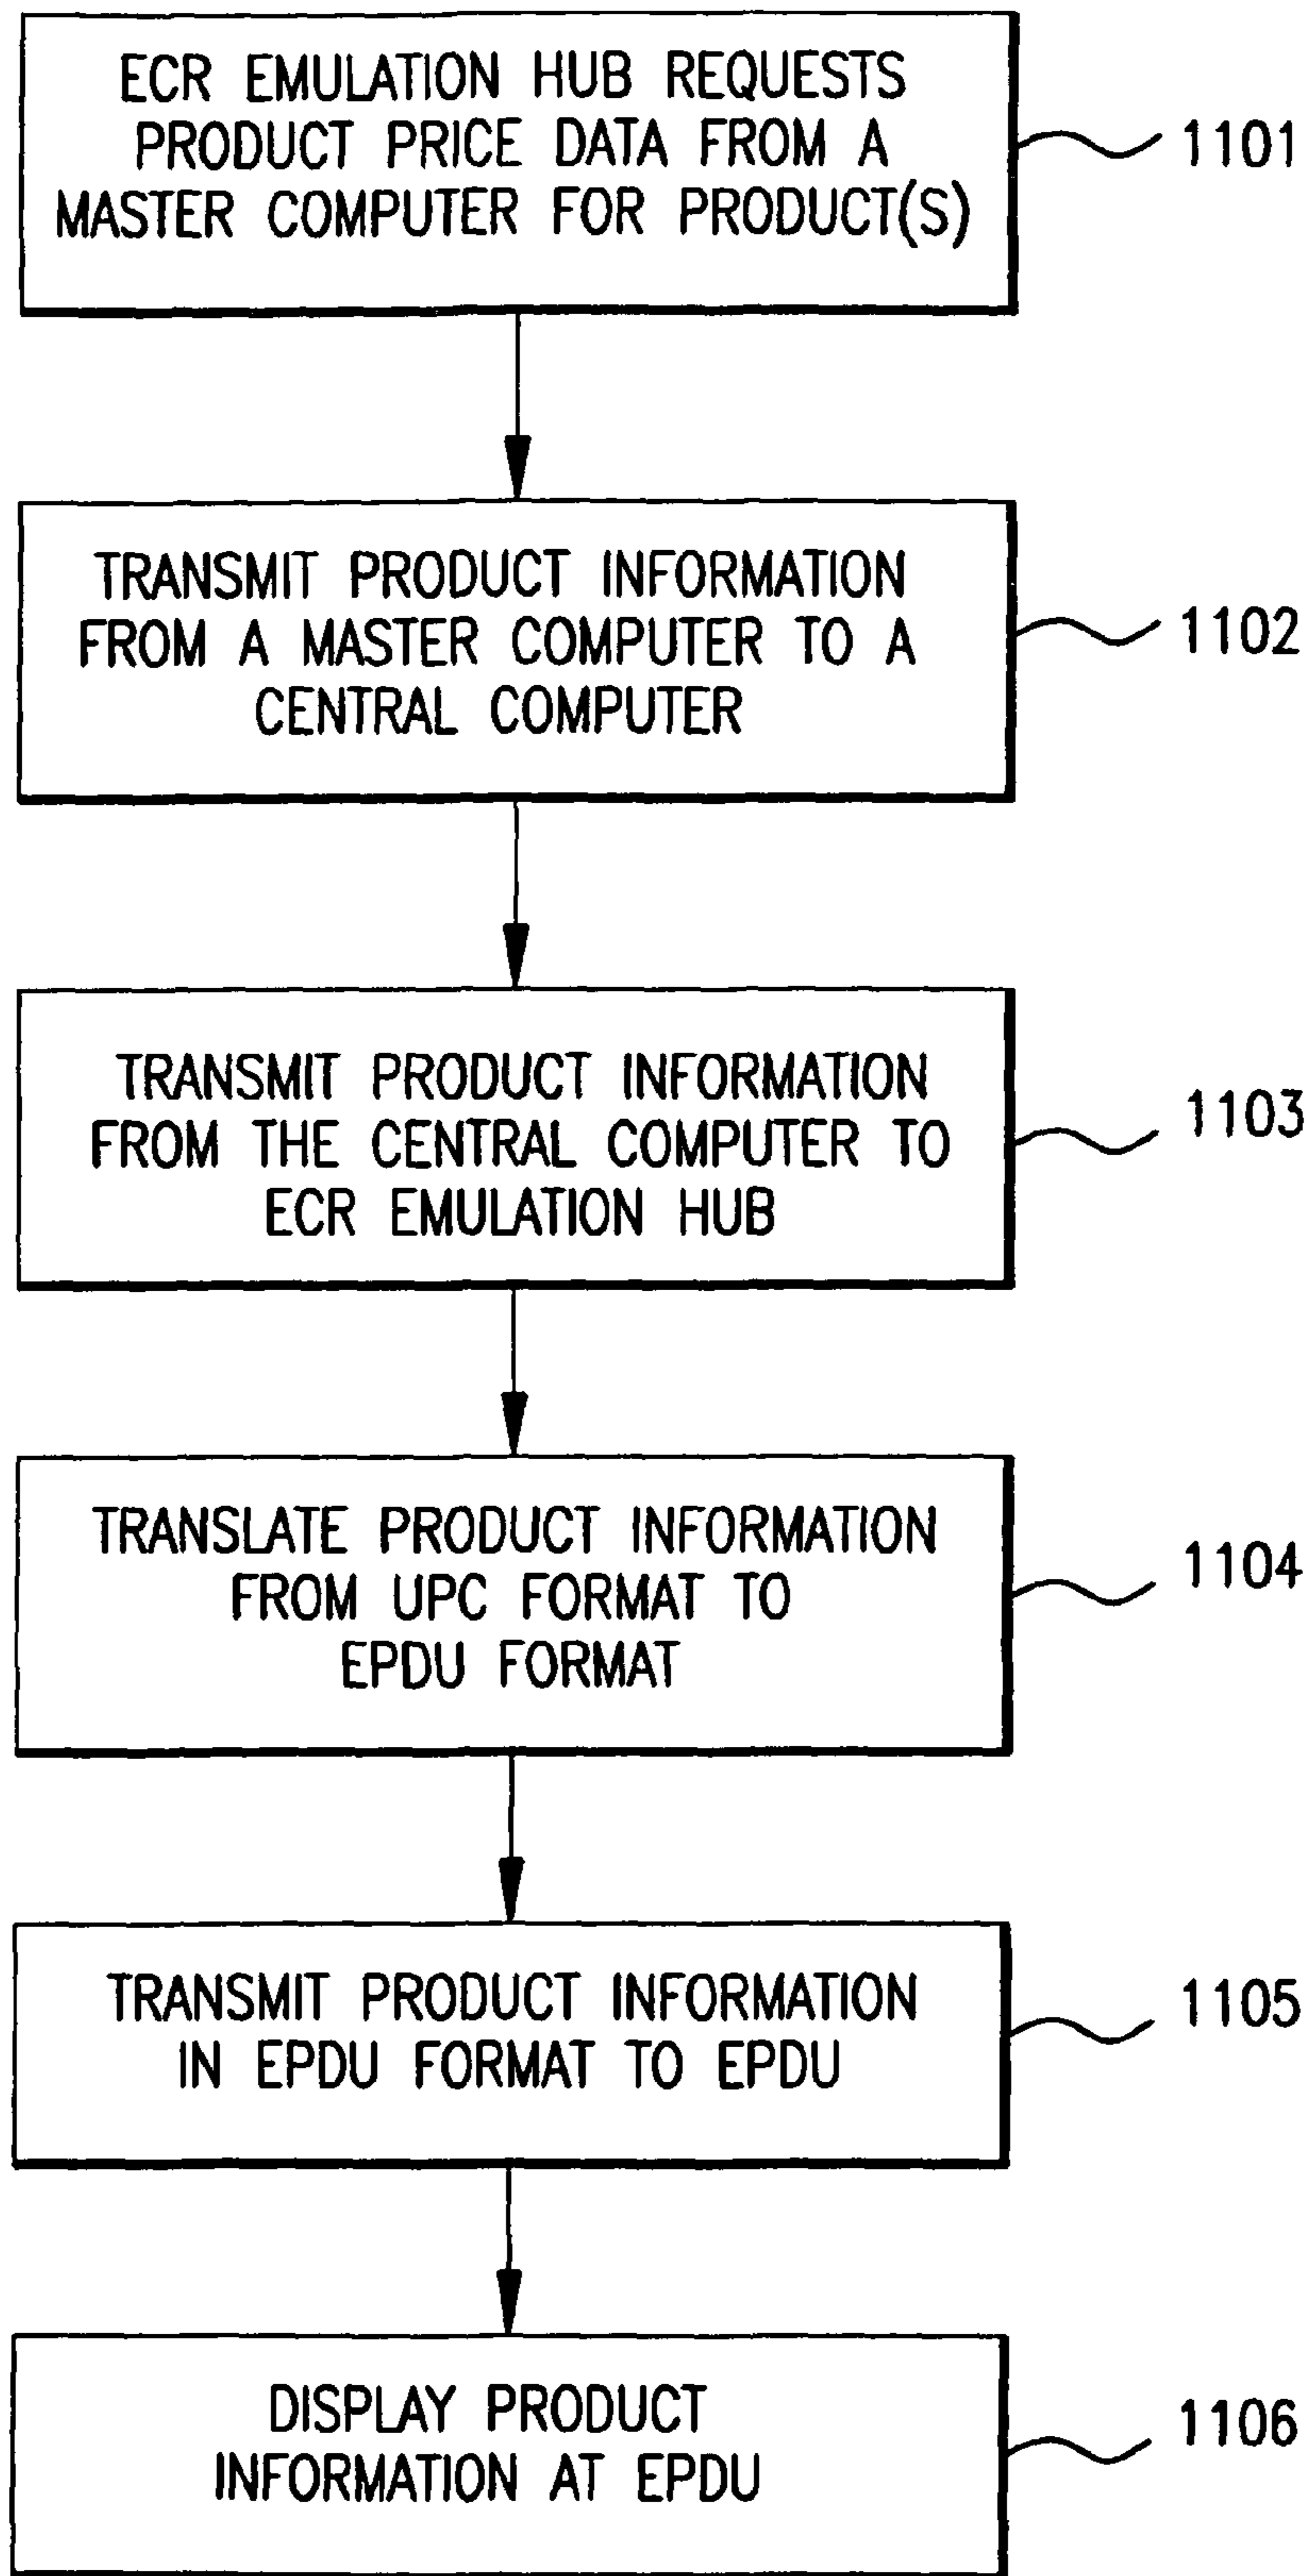 ECR EMULATION HUB REQUESTS
PRODUCT PRICE DATA FROM A
MASTER COMPUTER FOR PRODUCT(S)
1101
TRANSMIT PRODUCT INFORMATION
FROM A MASTER COMPUTER TO A
CENTRAL COMPUTER
1102
TRANSMIT PRODUCT INFORMATION
FROM THE CENTRAL COMPUTER TO
ECR EMULATION HUB
1103
TRANSLATE PRODUCT INFORMATION
FROM UPC FORMAT TO
EPDU FORMAT
1104
TRANSMIT PRODUCT INFORMATION
IN EPDU FORMAT TO EPDU
1105
DISPLAY PRODUCT
INFORMATION AT EPDU
1106